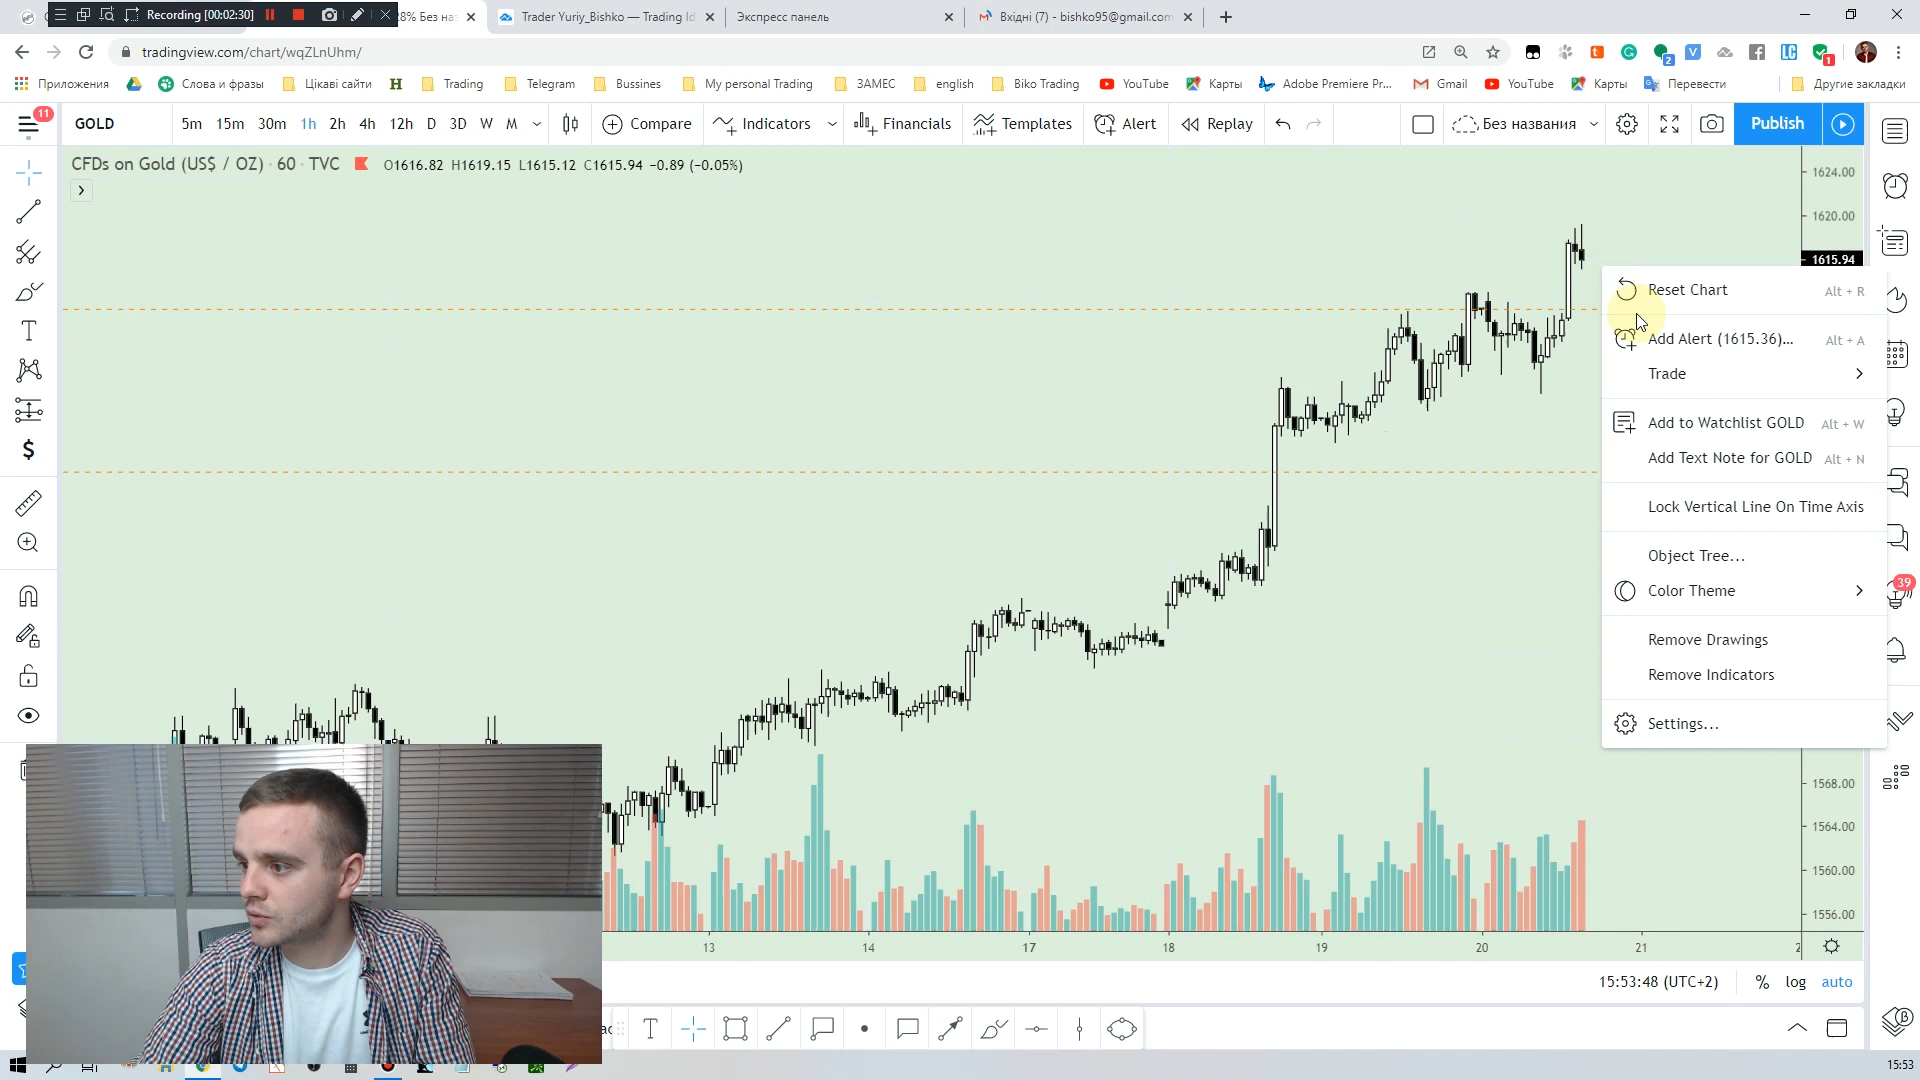 Recording [00:02:30]
28% Без на
Trader Yuriy_Bishko — Trading Id
Экспресс панель
Вхідні (7) - bishko95@gmail.com
tradingview.com/chart/wqZLnUhm/
2
1
Приложения
Слова и фразы
Цікаві сайти
H
Trading
Telegram
Bussines
My personal Trading
ЗАМЕС
english
Biko Trading
YouTube
Карты
Adobe Premiere Pr...
Gmail
YouTube
Карты
Перевести
Другие закладки
11
GOLD
5m 15m 30m 1h 2h 4h 12h D 3D W M
Compare
Indicators
Financials
Templates
Alert
Replay
Без названия
Publish
CFDs on Gold (US$ / OZ) · 60 · TVC
O1616.82 H1619.15 L1615.12 C1615.94 −0.89 (−0.05%)
1624.00
1620.00
1615.94
Reset Chart Alt + R
Add Alert (1615.36)... Alt + A
Trade
Add to Watchlist GOLD Alt + W
Add Text Note for GOLD Alt + N
Lock Vertical Line On Time Axis
Object Tree...
Color Theme
39
Remove Drawings
Remove Indicators
Settings...
1568.00
1564.00
1560.00
1556.00
13 14 17 18 19 20 21 2
15:53:48 (UTC+2) % log auto
15:53